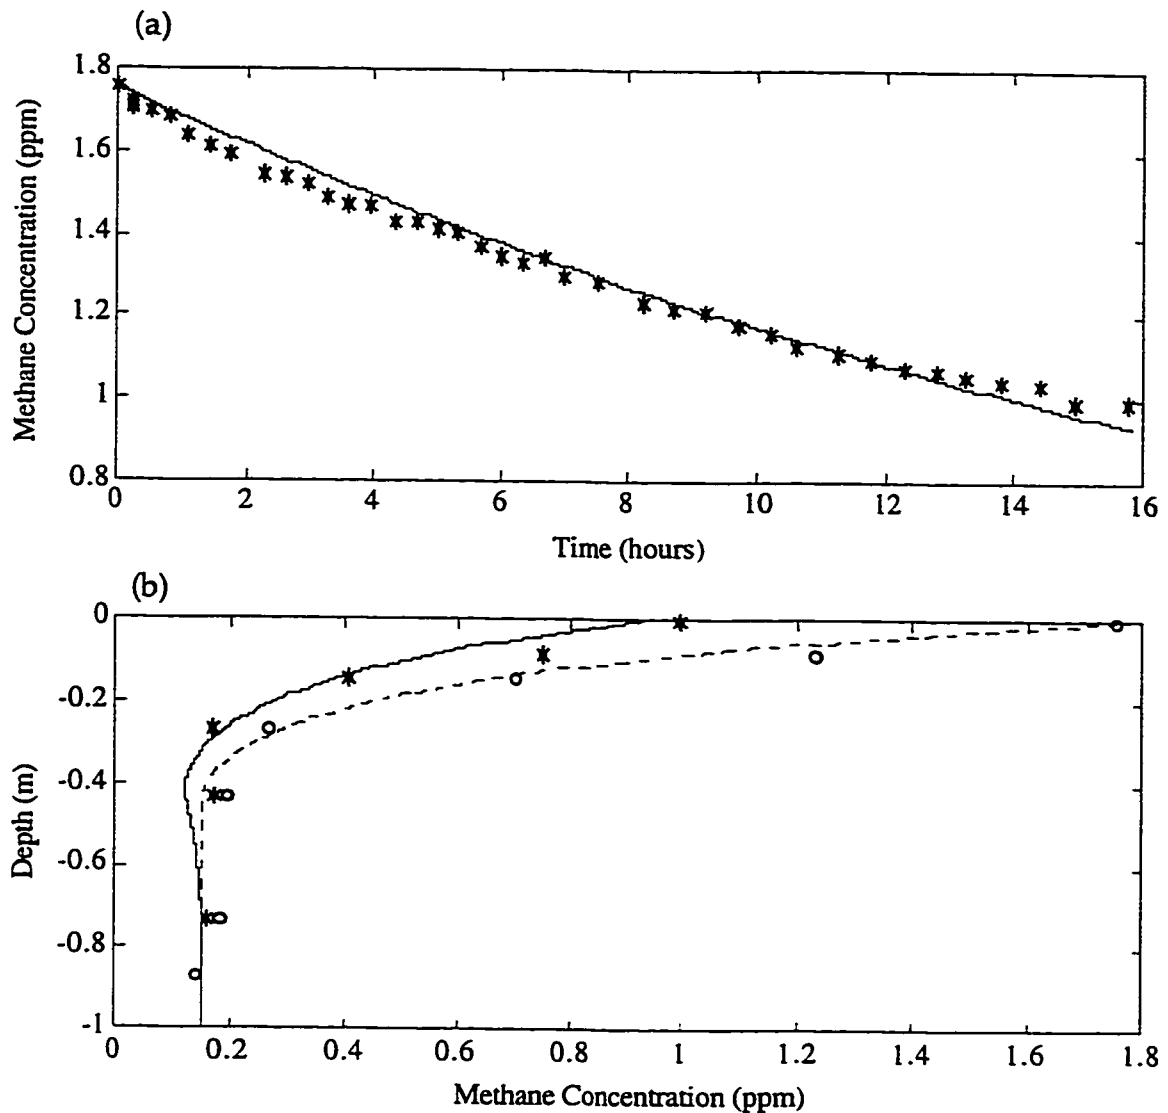 (a)
Methane Concentration (ppm)
1.8
1.6
1.4
1.2
1
0.8
0 2 4 6 8 10 12 14 16
Time (hours)
(b)
Depth (m)
0
-0.2
-0.4
-0.6
-0.8
-1
0 0.2 0.4 0.6 0.8 1 1.2 1.4 1.6 1.8
Methane Concentration (ppm)